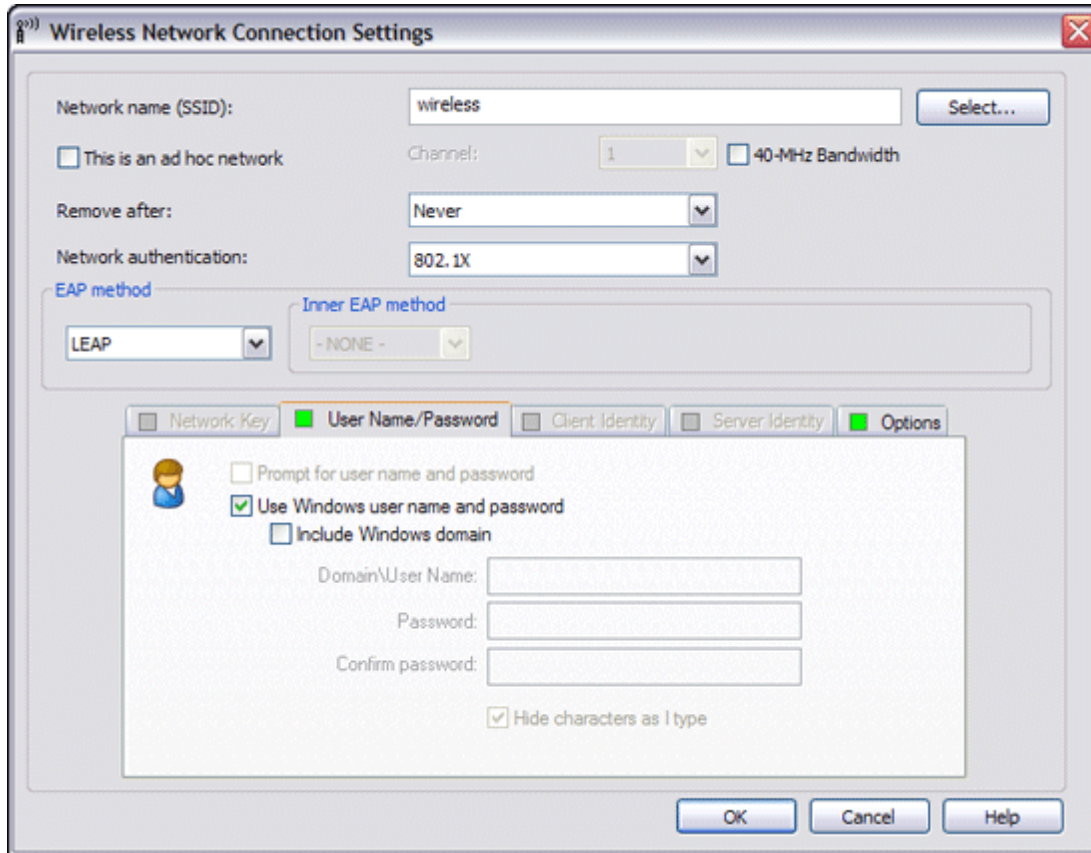 Wireless Network Connection Settings
Network name (SSID): wireless Select...
This is an ad hoc network Channel: 1 40-MHz Bandwidth
Remove after: Never
Network authentication: 802.1X
EAP method
Inner EAP method
LEAP - NONE -
Network Key User Name/Password Client Identity Server Identity Options
Prompt for user name and password
Use Windows user name and password
Include Windows domain
Domain\User Name:
Password:
Confirm password:
Hide characters as I type
OK Cancel Help